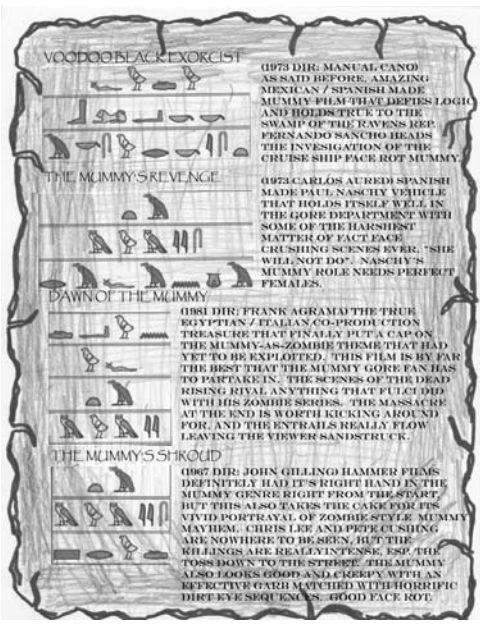 VOODOO BLACK EXORCIST
(1973 DIR: MANUAL CANO)
AS SAID BEFORE, AMAZING
MEXICAN / SPANISH MADE
MUMMY FILM THAT DEFIES LOGIC
AND HOLDS TRUE TO THE
SWAMP OF THE RAVENS REP.
FERNANDO SANCHO HEADS
THE INVESIGATION OF THE
CRUISE SHIP FACE ROT MUMMY.
THE MUMMY'S REVENGE
(1973 CARLOS AURED) SPANISH
MADE PAUL NASCHY VEHICLE
THAT HOLDS ITSELF WELL IN
THE GORE DEPARTMENT WITH
SOME OF THE HARSHEST
MATTER OF FACT FACE
CRUSHING SCENES EVER. "SHE
WILL NOT DO". NASCHY'S
MUMMY ROLE NEEDS PERFECT
FEMALES.
DAWN OF THE MUMMY
(1981 DIR; FRANK AGRAMA) THE TRUE
EGYPTIAN / ITALIAN CO-PRODUCTION
TREASURE THAT FINALLY PUT A CAP ON
THE MUMMY-AS-ZOMBIE THEME THAT HAD
YET TO BE EXPLOITED. THIS FILM IS BY FAR
THE BEST THAT THE MUMMY GORE FAN HAS
TO PARTAKE IN. THE SCENES OF THE DEAD
RISING RIVAL ANYTHING THAT FULCI DID
WITH HIS ZOMBIE SERIES. THE MASSACRE
AT THE END IS WORTH KICKING AROUND
FOR, AND THE ENTRAILS REALLY FLOW
LEAVING THE VIEWER SANDSTRUCK.
THE MUMMY'S SHROUD
(1967 DIR: JOHN GILLING) HAMMER FILMS
DEFINITELY HAD IT'S RIGHT HAND IN THE
MUMMY GENRE RIGHT FROM THE START,
BUT THIS ALSO TAKES THE CAKE FOR ITS
VIVID PORTRAYAL OF ZOMBIE STYLE MUMMY
MAYHEM. CHRIS LEE AND PETE CUSHING
ARE NOWHERE TO BE SEEN, BUT THE
KILLINGS ARE REALLYINTENSE, ESP. THE
TOSS DOWN TO THE STREET. THE MUMMY
ALSO LOOKS GOOD AND CREEPY WITH AN
EFFECTIVE GARB MATCHED WITH HORRIFIC
DIRT EYE SEQUENCES. GOOD FACE ROT.